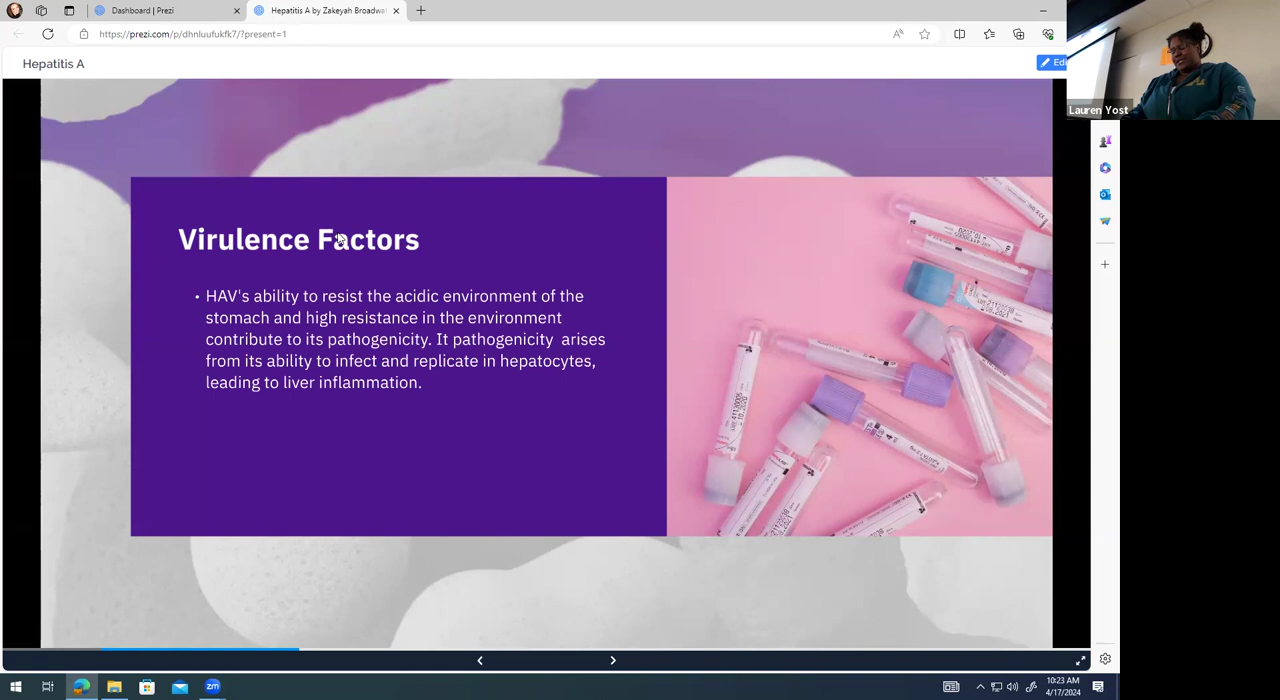 Dashboard | Prezi
Hepatitis A by Zakeyah Broadwa
https://prezi.com/p/dhnluufukfk7/?present=1
Hepatitis A
Edi
Lauren Yost
Virulence Factors
• HAV's ability to resist the acidic environment of the
stomach and high resistance in the environment
contribute to its pathogenicity. It pathogenicity arises
from its ability to infect and replicate in hepatocytes,
leading to liver inflammation.
zm
10:23 AM
4/17/2024